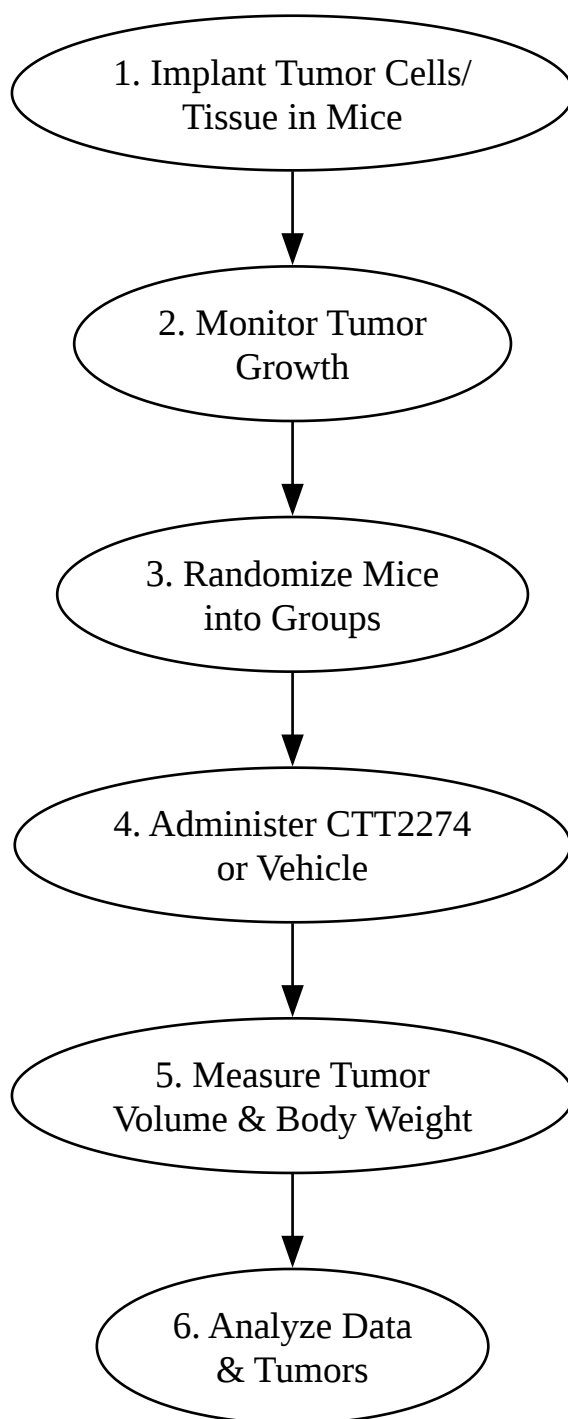 1. Implant Tumor Cells/
Tissue in Mice
2. Monitor Tumor
Growth
3. Randomize Mice
into Groups
4. Administer CTT2274
or Vehicle
5. Measure Tumor
Volume & Body Weight
6. Analyze Data
& Tumors